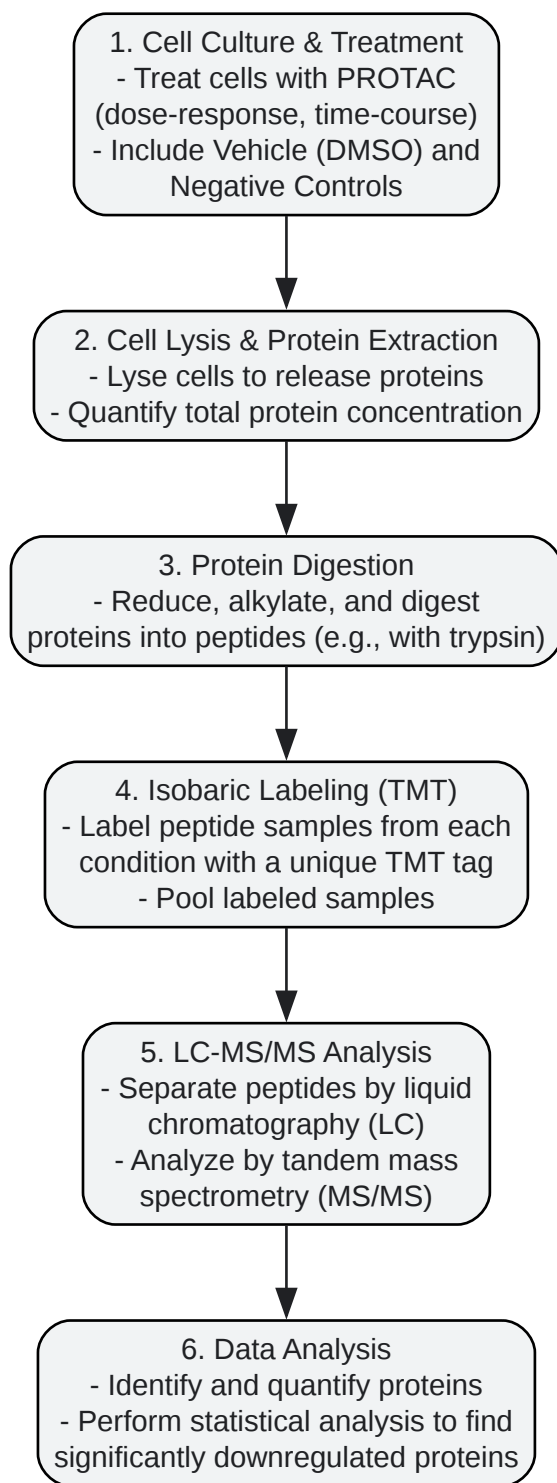 1. Cell Culture & Treatment
- Treat cells with PROTAC
(dose-response, time-course)
- Include Vehicle (DMSO) and
Negative Controls
2. Cell Lysis & Protein Extraction
- Lyse cells to release proteins
- Quantify total protein concentration
3. Protein Digestion
- Reduce, alkylate, and digest
proteins into peptides (e.g., with trypsin)
4. Isobaric Labeling (TMT)
- Label peptide samples from each
condition with a unique TMT tag
- Pool labeled samples
5. LC-MS/MS Analysis
- Separate peptides by liquid
chromatography (LC)
- Analyze by tandem mass
spectrometry (MS/MS)
6. Data Analysis
- Identify and quantify proteins
- Perform statistical analysis to find
significantly downregulated proteins